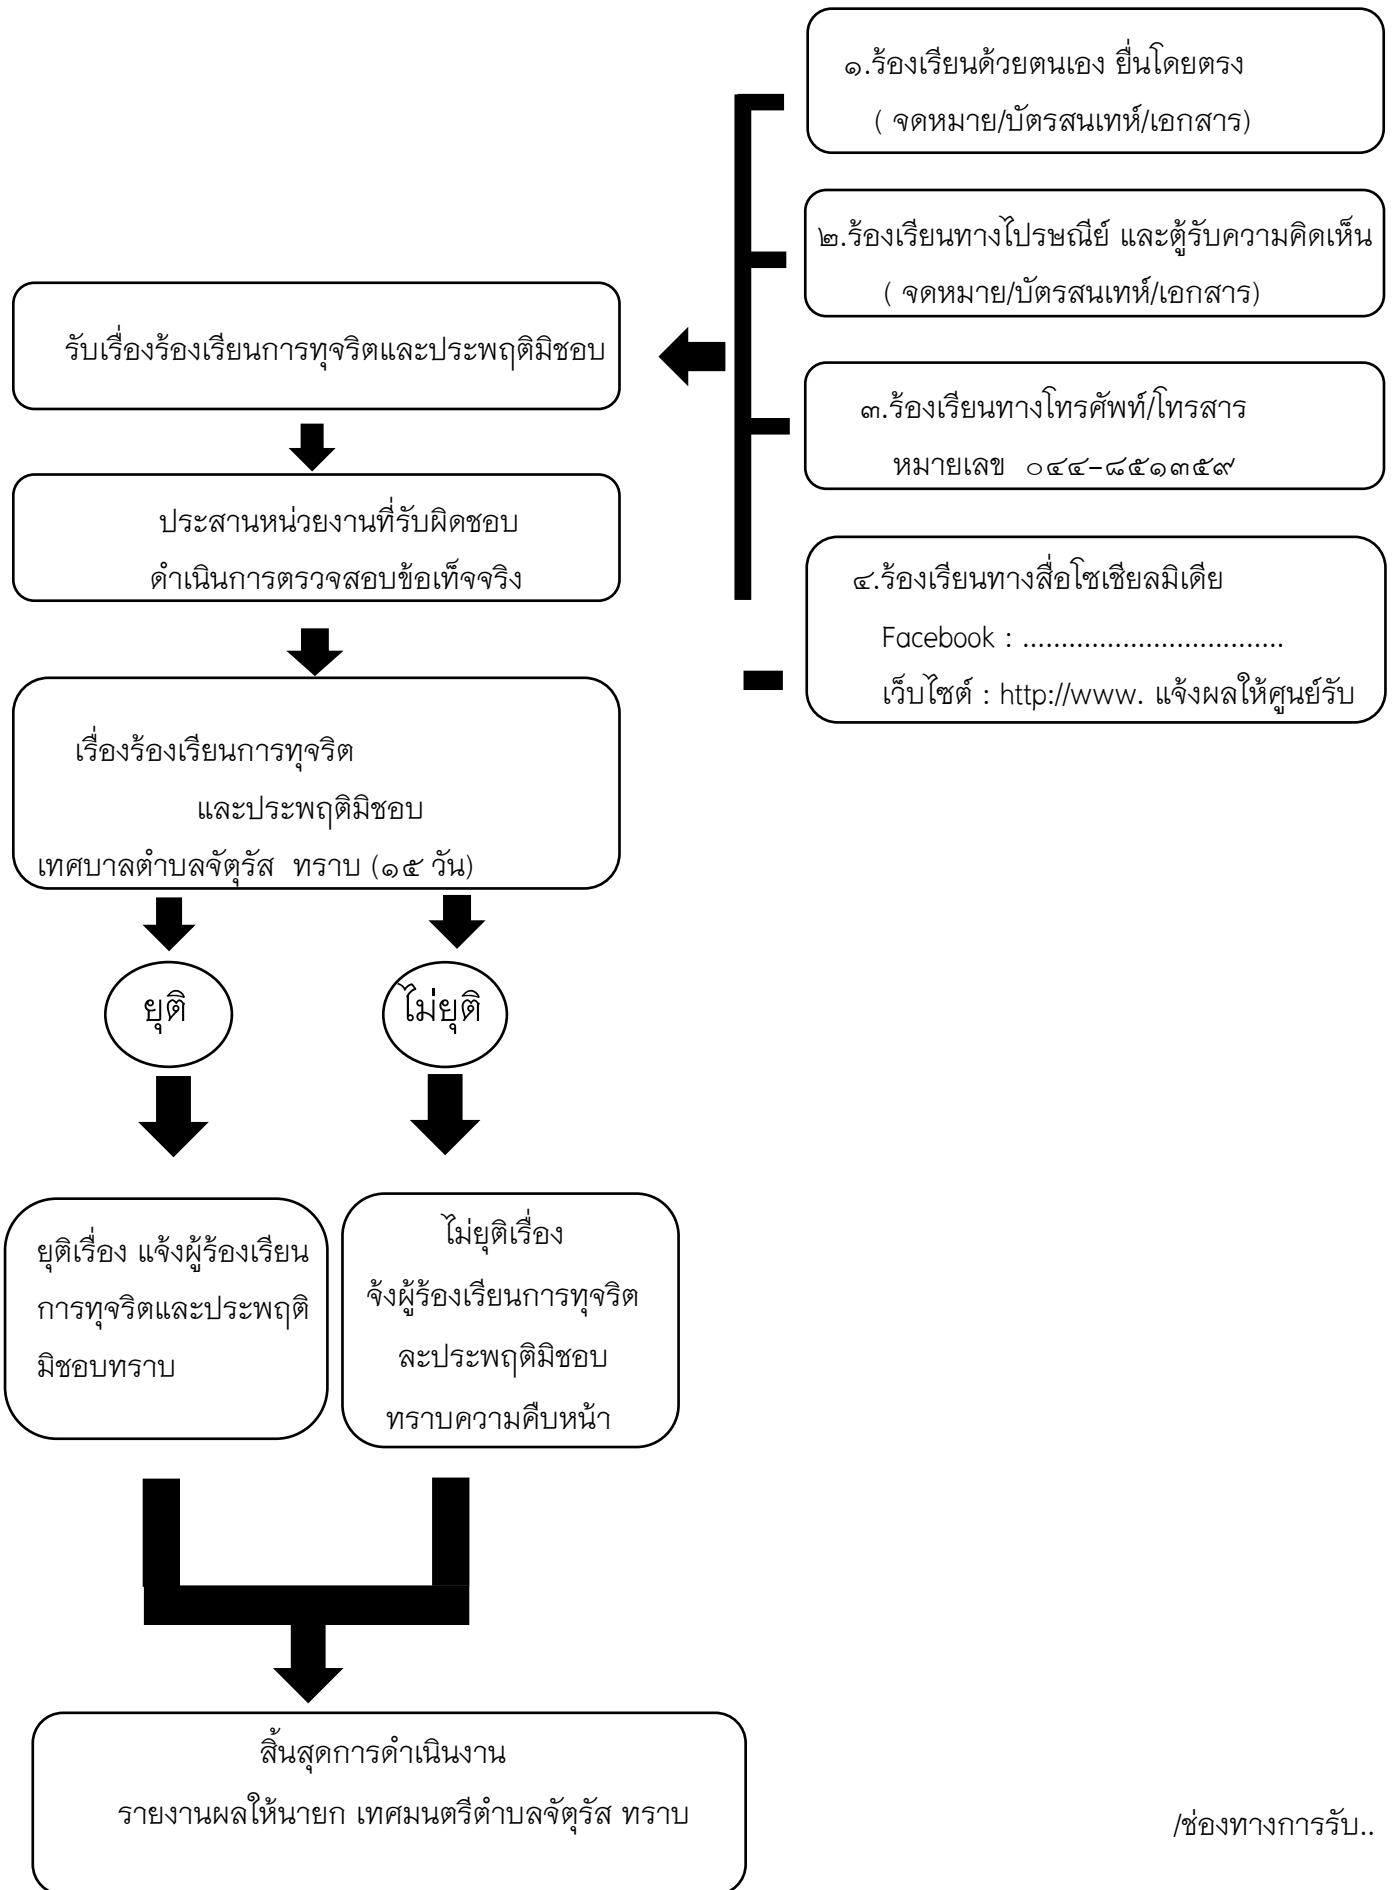 ๑.ร้องเรียนด้วยตนเอง ยื่นโดยตรง
( จดหมาย/บัตรสนเทห์/เอกสาร)
๒.ร้องเรียนทางไปรษณีย์ และตู้รับความคิดเห็น
( จดหมาย/บัตรสนเทห์/เอกสาร)
๓.ร้องเรียนทางโทรศัพท์/โทรสาร
หมายเลข ๐๔๔-๘๕๑๓๕๙
๔.ร้องเรียนทางสื่อโซเชียลมิเดีย
Facebook : ..................................
เว็บไซต์ : http://www. แจ้งผลให้ศูนย์รับ
รับเรื่องร้องเรียนการทุจริตและประพฤติมิชอบ
ประสานหน่วยงานที่รับผิดชอบ
ดำเนินการตรวจสอบข้อเท็จจริง
เรื่องร้องเรียนการทุจริต
และประพฤติมิชอบ
เทศบาลตำบลจัตุรัส ทราบ (๑๕ วัน)
ยุติ
ไม่ยุติ
ยุติเรื่อง แจ้งผู้ร้องเรียน
การทุจริตและประพฤติ
มิชอบทราบ
ไม่ยุติเรื่อง
จ้งผู้ร้องเรียนการทุจริต
ละประพฤติมิชอบ
ทราบความคืบหน้า
สิ้นสุดการดำเนินงาน
รายงานผลให้นายก เทศมนตรีตำบลจัตุรัส ทราบ
/ช่องทางการรับ..